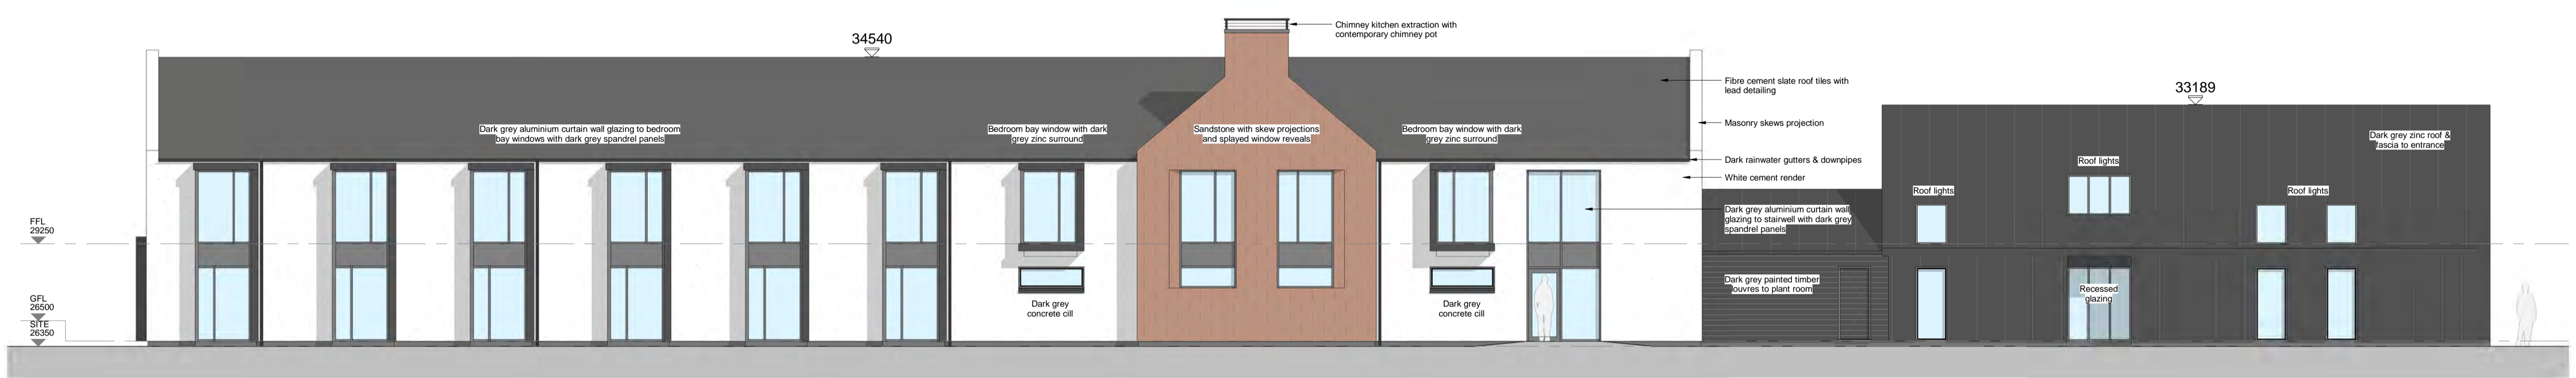 34540
Chimney kitchen extraction with
contemporary chimney pot
Fibre cement slate roof tiles with
lead detailing
33189
Masonry skews projection
Dark grey aluminium curtain wall glazing to bedroom
bay windows with dark grey spandrel panels
Bedroom bay window with dark
grey zinc surround
Sandstone with skew projections
and splayed window reveals
Bedroom bay window with dark
grey zinc surround
Dark grey zinc roof &
fascia to entrance
Dark rainwater gutters & downpipes
Roof lights
White cement render
Roof lights
Roof lights
Dark grey aluminium curtain wall
glazing to stairwell with dark grey
spandrel panels
FFL
29250
Dark grey painted timber
louvres to plant room
Recessed
glazing
GFL
26500
Dark grey
concrete cill
Dark grey
concrete cill
SITE
26350